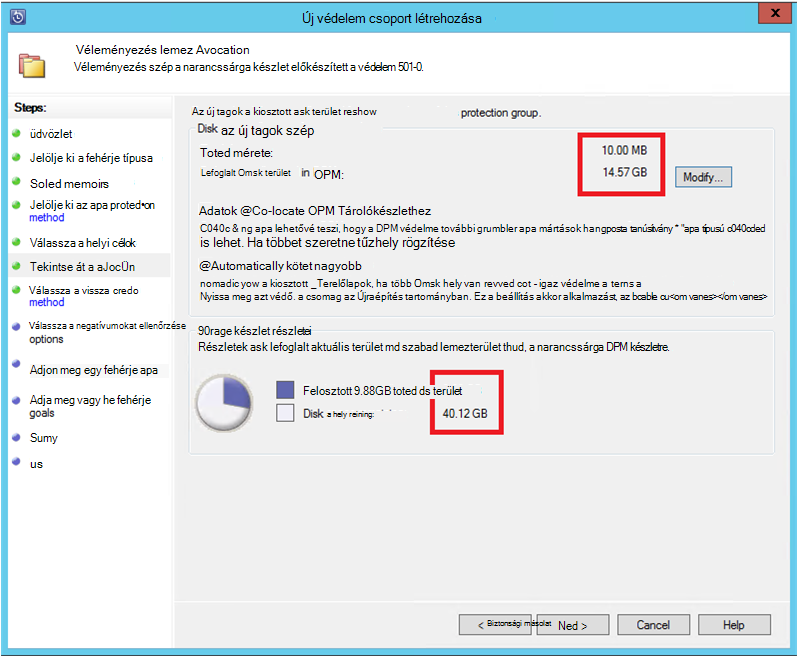 Új védelem csoport létrehozása
x
Véleményezés lemez Avocation
Véleményezés szép a narancssárga készlet előkészített a védelem 501-0.
Steps:
üdvözlet
Jelölje ki a fehérje típusa
Soled memoirs
Jelölje ki az apa proted•on
method
Válassza a helyi célok
Tekintse át a aJocÜn
Válassza a vissza credo
method
Válassza a negatívumokat ellenőrzése
options
Adjon meg egy fehérje apa
Adja meg vagy he fehérje
goals
Sumy
us
Az új tagok a kiosztott ask terület reshow protection group.
Disk az új tagok szép
Toted mérete: 10.00 MB
Lefoglalt Omsk terület in OPM: 14.57 GB
Modify...
Adatok @Co-locate OPM Tárolókészlethez
C040c & ng apa lehetővé teszi, hogy a DPM védelme további grumbler apa mártások hangposta tanúsítvány * "apa típusú c040cded
is lehet. Ha többet szeretne tűzhely rögzítése
@Automatically kötet nagyobb
nomadic yow a kiosztott _Terelőlapok, ha több Omsk hely van revved cot - igaz védelme a terns a
Nyissa meg azt védő. a csomag az Újraépítés tartományban. Ez a beállítás akkor alkalmazást, az bcable cu<om vanes></om vanes>
90rage készlet részletei
Részletek ask lefoglalt aktuális terület md szabad lemezterület thud, a narancssárga DPM készletre.
Felosztott 9.88GB toted ds terület
Disk a hely reining: 40.12 GB
< Biztonsági másolat
Ned >
Cancel
Help